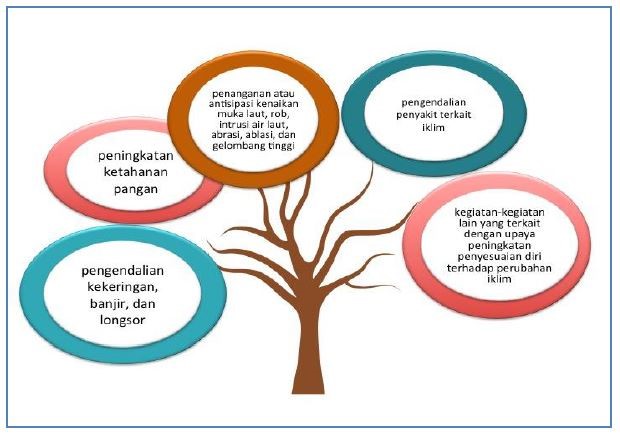 penanganan atau
antisipasi kenaikan
muka laut, rob,
intrusi air laut,
abrasi, ablasi, dan
gelombang tinggi
pengendalian
penyakit terkait
iklim
peningkatan
ketahanan
pangan
kegiatan-kegiatan
lain yang terkait
dengan upaya
peningkatan
penyesuaian diri
terhadap perubahan
iklim
pengendalian
kekeringan,
banjir, dan
longsor